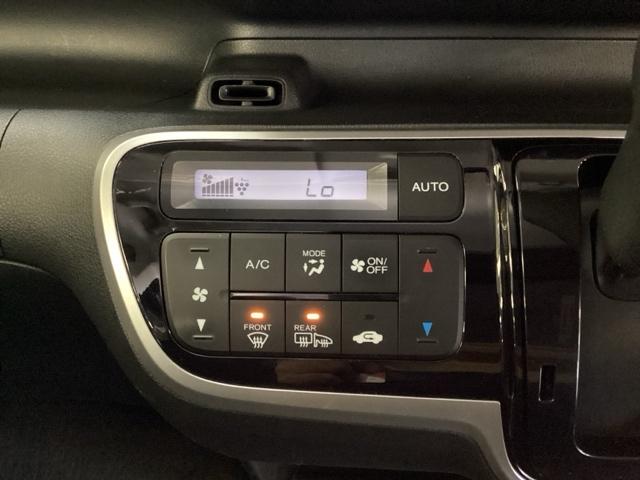 Lo
AUTO
A/C
MODE
ON/
OFF
FRONT
REAR